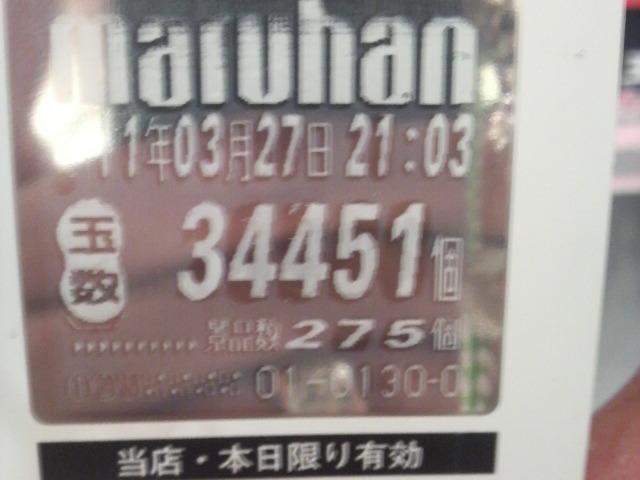 maruhan
11年03月27日 21:03
玉数 34451個
275個
01-0130-0
当店・本日限り有効